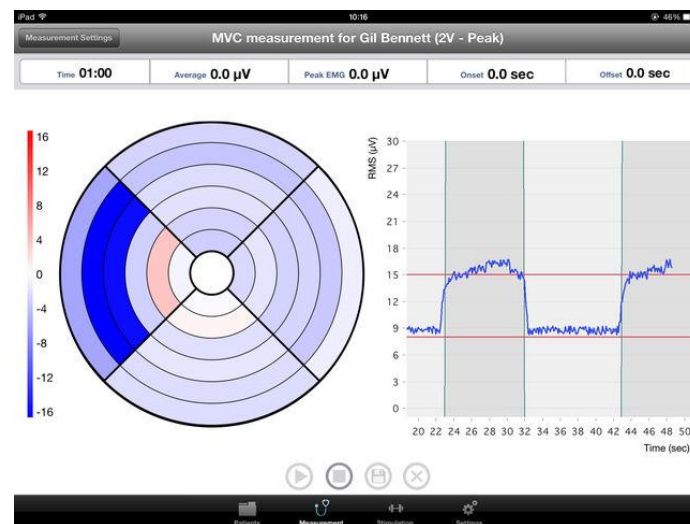 iPad 10:16 46%
Measurement Settings MVC measurement for Gil Bennett (2V - Peak)
Time 01:00 Average 0.0 µV Peak EMG 0.0 µV Onset 0.0 sec Offset 0.0 sec
16
12
8
4
0
-4
-8
-12
-16
RMS (µV)
30
27
24
21
18
15
12
9
6
3
0
20 22 24 26 28 30 32 34 36 38 40 42 44 46 48 50
Time (sec)
Patients Measurement Stimulation Settings